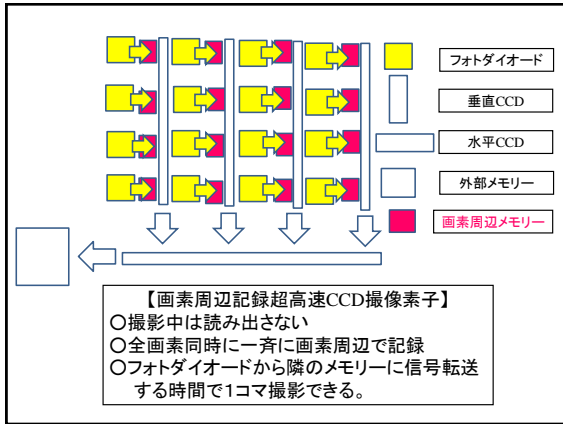 フォトダイオード
垂直CCD
水平CCD
外部メモリー
画素周辺メモリー
【画素周辺記録超高速CCD撮像素子】
○撮影中は読み出さない
○全画素同時に一斉に画素周辺で記録
○フォトダイオードから隣のメモリーに信号転送
する時間で1コマ撮影できる。